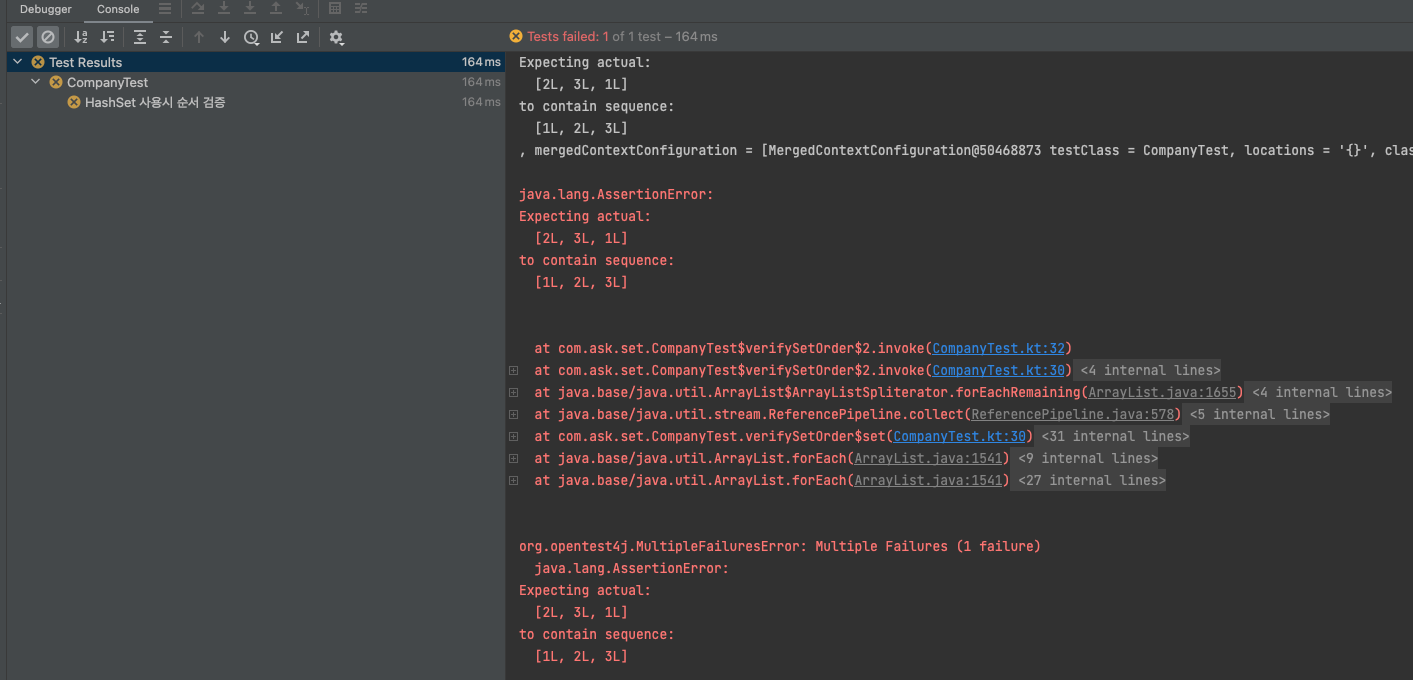 Debugger Console
Tests failed: 1 of 1 test – 164 ms
Test Results 164 ms
CompanyTest 164 ms
HashSet 사용시 순서 검증 164 ms
Expecting actual:
[2L, 3L, 1L]
to contain sequence:
[1L, 2L, 3L]
, mergedContextConfiguration = [MergedContextConfiguration@50468873 testClass = CompanyTest, locations = '{}', clas
java.lang.AssertionError:
Expecting actual:
[2L, 3L, 1L]
to contain sequence:
[1L, 2L, 3L]
at com.ask.set.CompanyTest$verifySetOrder$2.invoke(CompanyTest.kt:32)
at com.ask.set.CompanyTest$verifySetOrder$2.invoke(CompanyTest.kt:30) <4 internal lines>
at java.base/java.util.ArrayList$ArrayListSpliterator.forEachRemaining(ArrayList.java:1655) <4 internal lines>
at java.base/java.util.stream.ReferencePipeline.collect(ReferencePipeline.java:578) <5 internal lines>
at com.ask.set.CompanyTest.verifySetOrder$set(CompanyTest.kt:30) <31 internal lines>
at java.base/java.util.ArrayList.forEach(ArrayList.java:1541) <9 internal lines>
at java.base/java.util.ArrayList.forEach(ArrayList.java:1541) <27 internal lines>
org.opentest4j.MultipleFailuresError: Multiple Failures (1 failure)
java.lang.AssertionError:
Expecting actual:
[2L, 3L, 1L]
to contain sequence:
[1L, 2L, 3L]